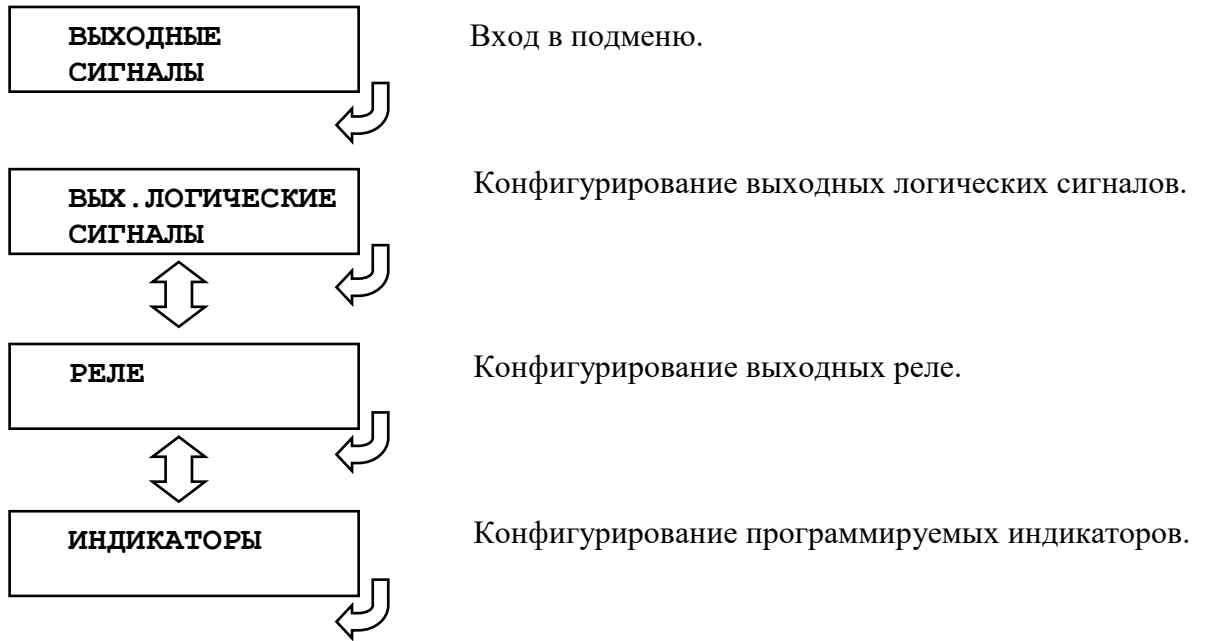 ВЫХОДНЫЕ
СИГНАЛЫ
Вход в подменю.
ВЫХ.ЛОГИЧЕСКИЕ
СИГНАЛЫ
Конфигурирование выходных логических сигналов.
РЕЛЕ
Конфигурирование выходных реле.
ИНДИКАТОРЫ
Конфигурирование программируемых индикаторов.